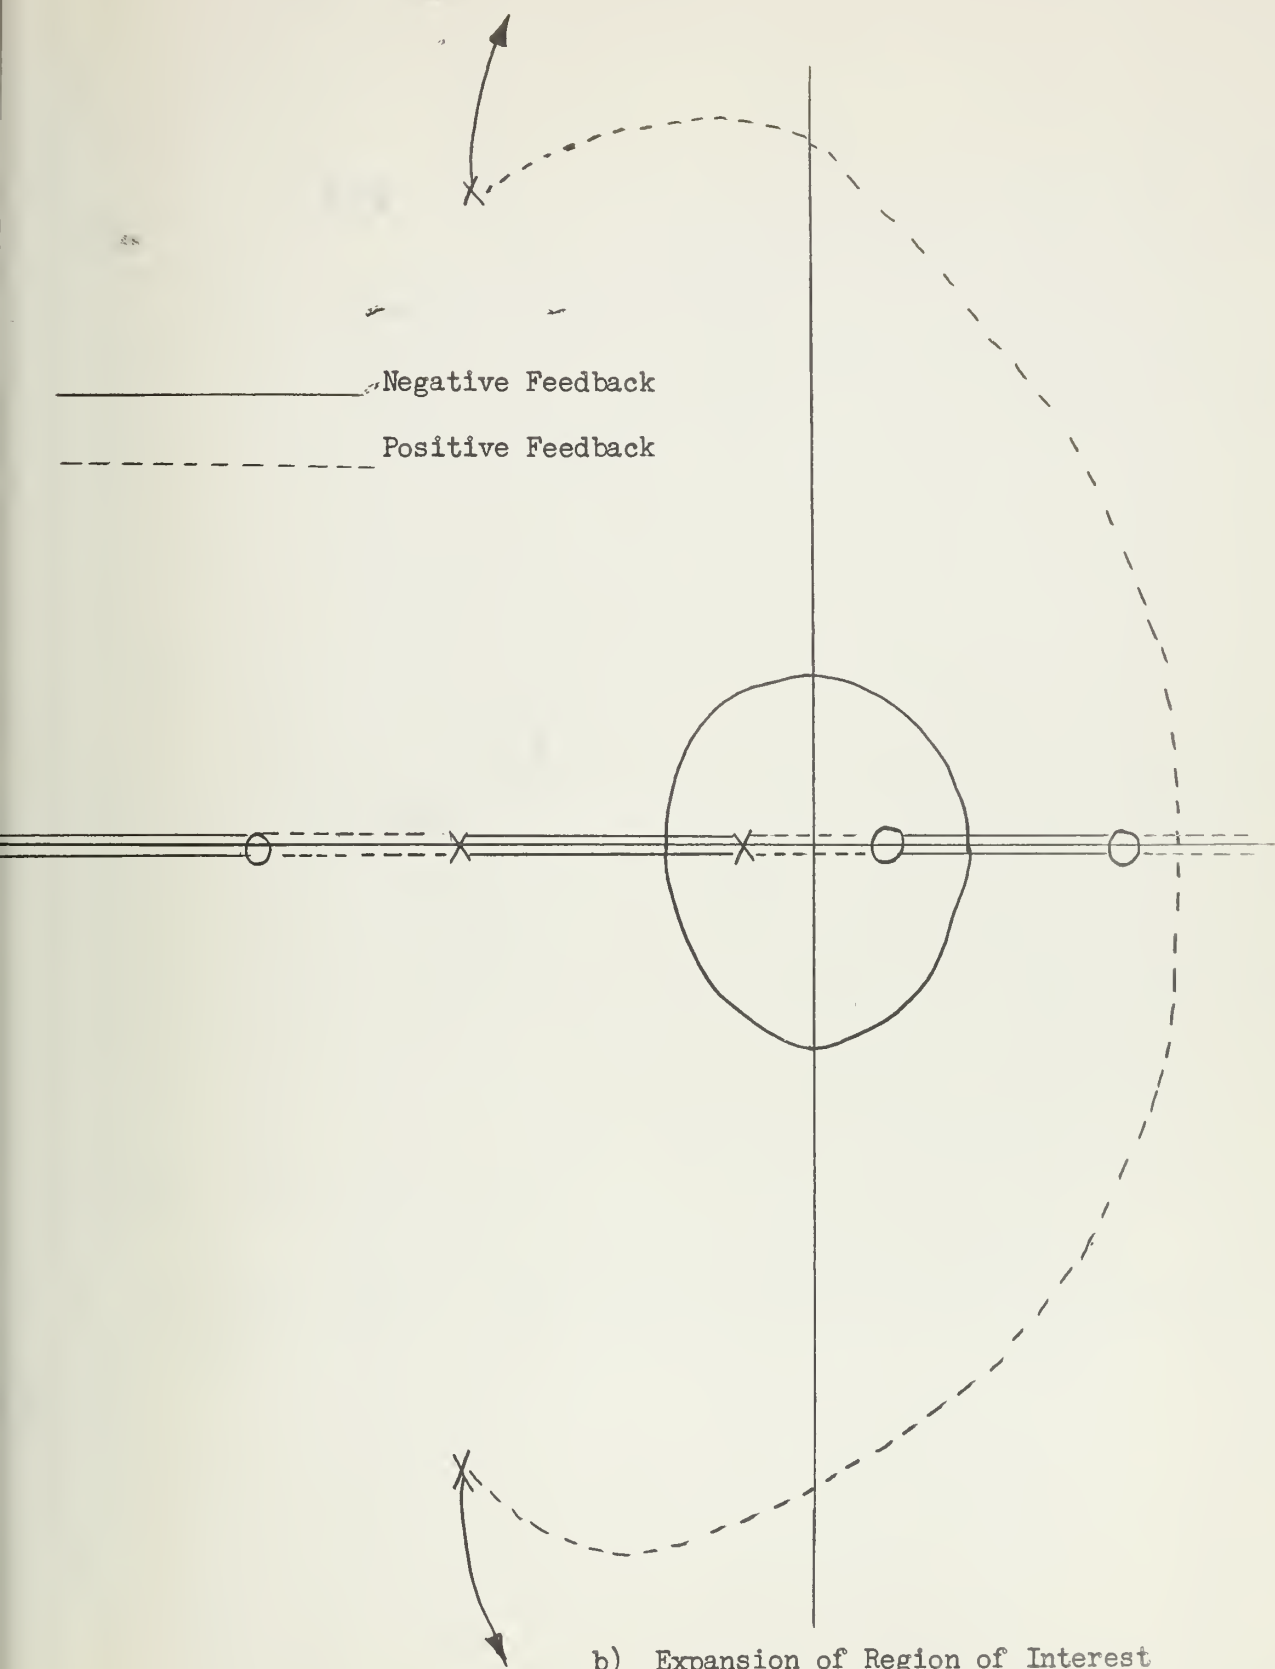 Negative Feedback
Positive Feedback
b) Expansion of Region of Interest